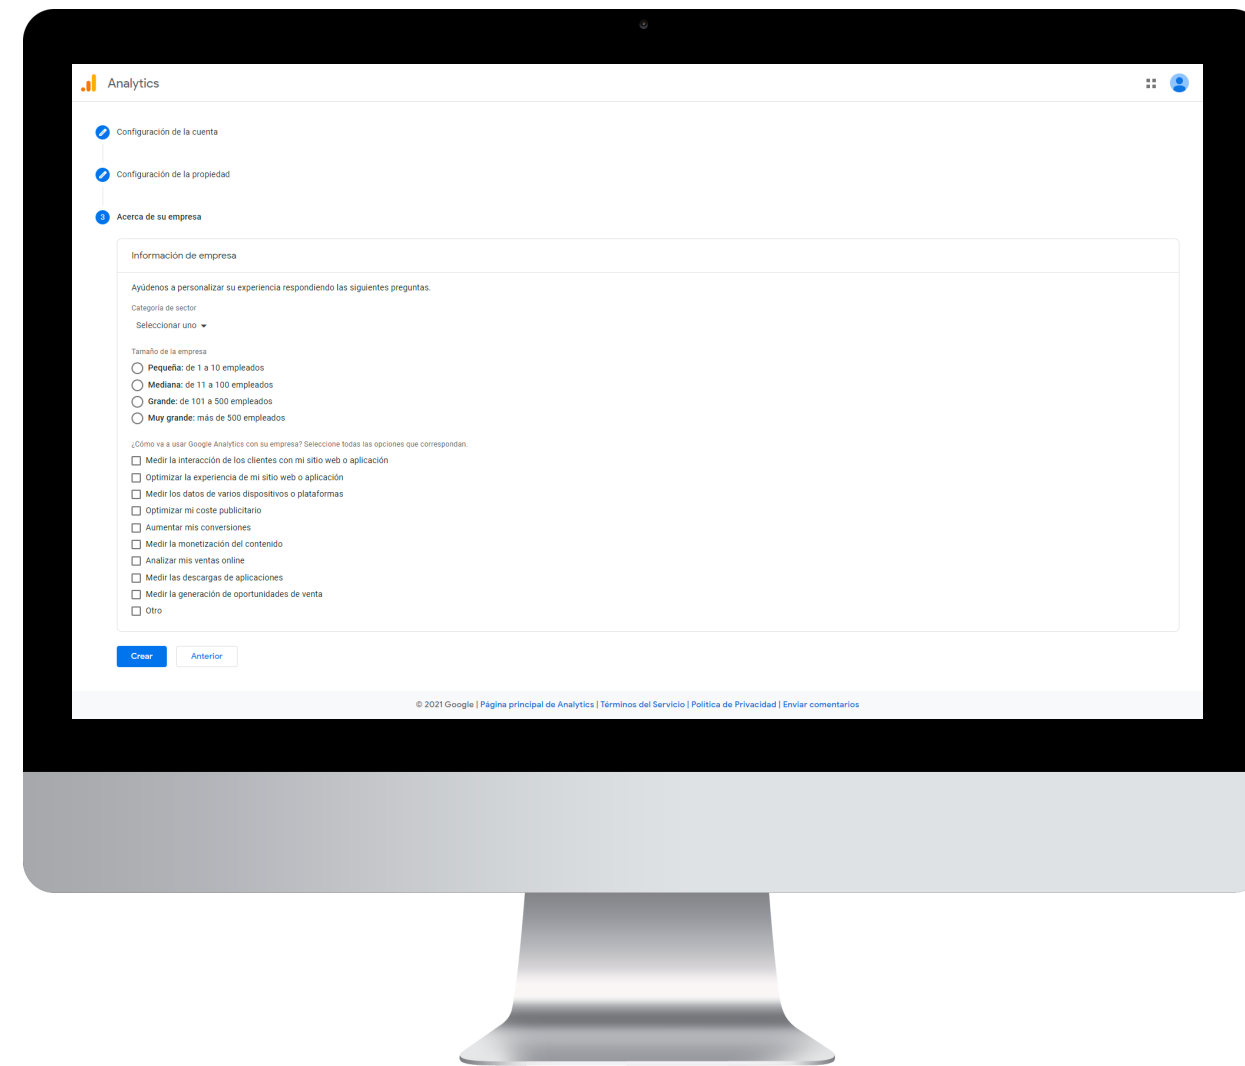 Analytics
Configuración de la cuenta
Configuración de la propiedad
3 Acerca de su empresa
Información de empresa
Ayúdenos a personalizar su experiencia respondiendo las siguientes preguntas.
Categoría de sector
Seleccionar uno
Tamaño de la empresa
Pequeña: de 1 a 10 empleados
Mediana: de 11 a 100 empleados
Grande: de 101 a 500 empleados
Muy grande: más de 500 empleados
¿Cómo va a usar Google Analytics con su empresa? Seleccione todas las opciones que correspondan.
Medir la interacción de los clientes con mi sitio web o aplicación
Optimizar la experiencia de mi sitio web o aplicación
Medir los datos de varios dispositivos o plataformas
Optimizar mi coste publicitario
Aumentar mis conversiones
Medir la monetización del contenido
Analizar mis ventas online
Medir las descargas de aplicaciones
Medir la generación de oportunidades de venta
Otro
Crear Anterior
© 2021 Google | Página principal de Analytics | Términos del Servicio | Política de Privacidad | Enviar comentarios